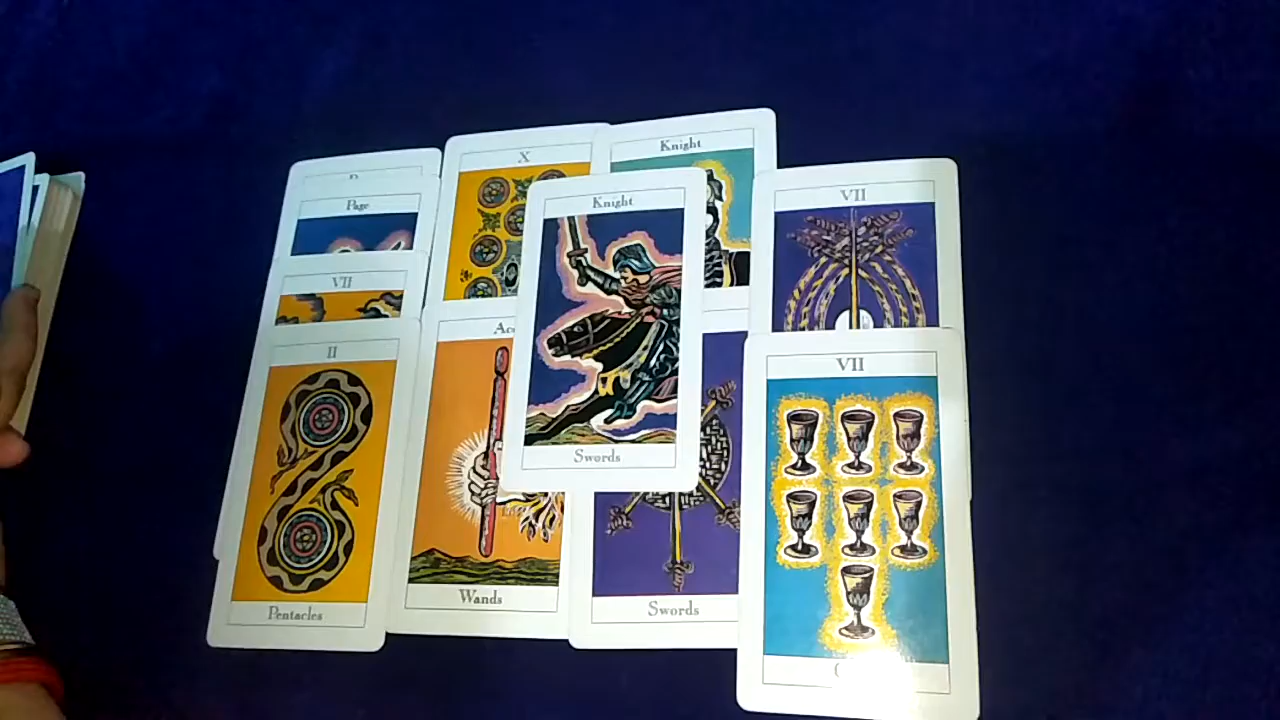 Page
VII
II
Pentacles
X
Knight
Knight
Swords
Wands
Swords
VII
VII